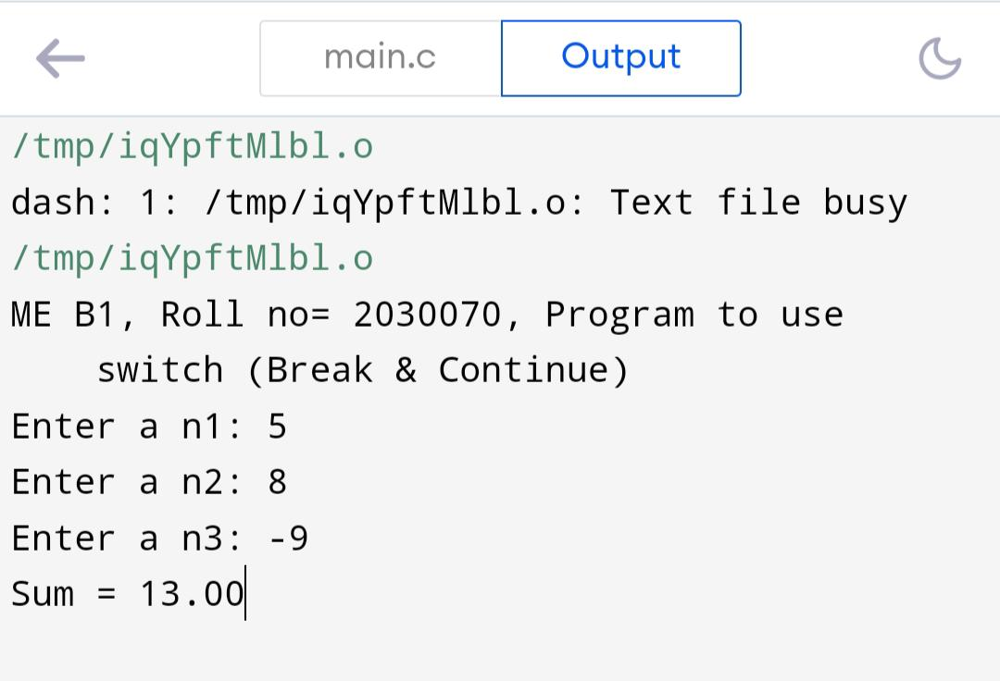 main.c Output
/tmp/iqYpftMlbl.o
dash: 1: /tmp/iqYpftMlbl.o: Text file busy
/tmp/iqYpftMlbl.o
ME B1, Roll no= 2030070, Program to use
switch (Break & Continue)
Enter a n1: 5
Enter a n2: 8
Enter a n3: -9
Sum = 13.00